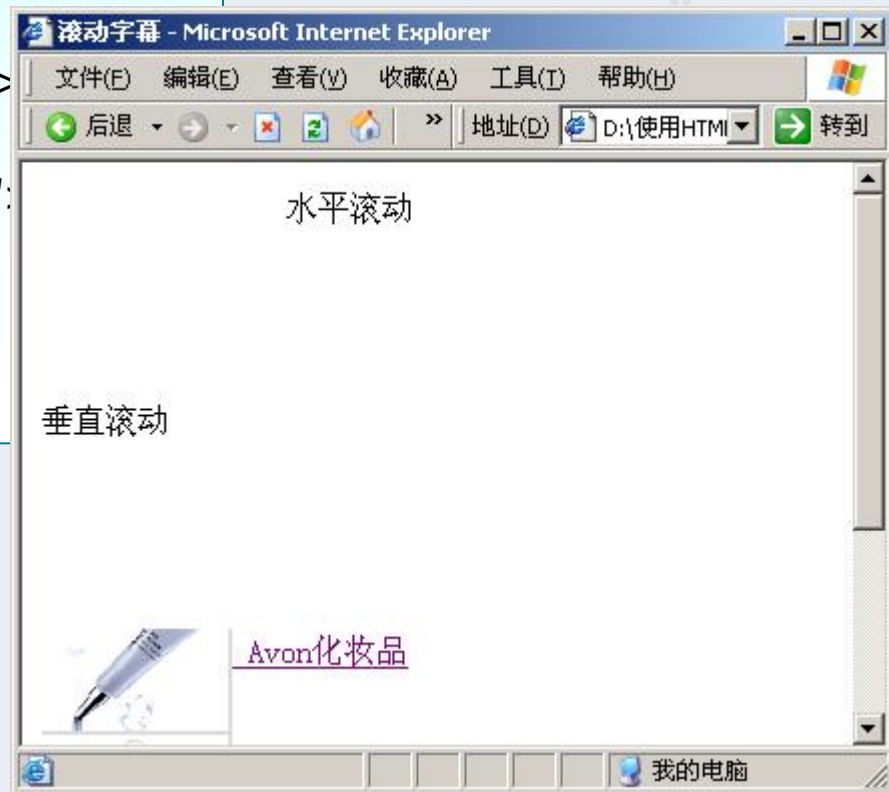 滚动字幕 - Microsoft Internet Explorer
>
文件(F) 编辑(E) 查看(V) 收藏(A) 工具(T) 帮助(H)
后退 » 地址(D) D:\使用HTMl 转到
水平滚动
垂直滚动
Avon化妆品
我的电脑